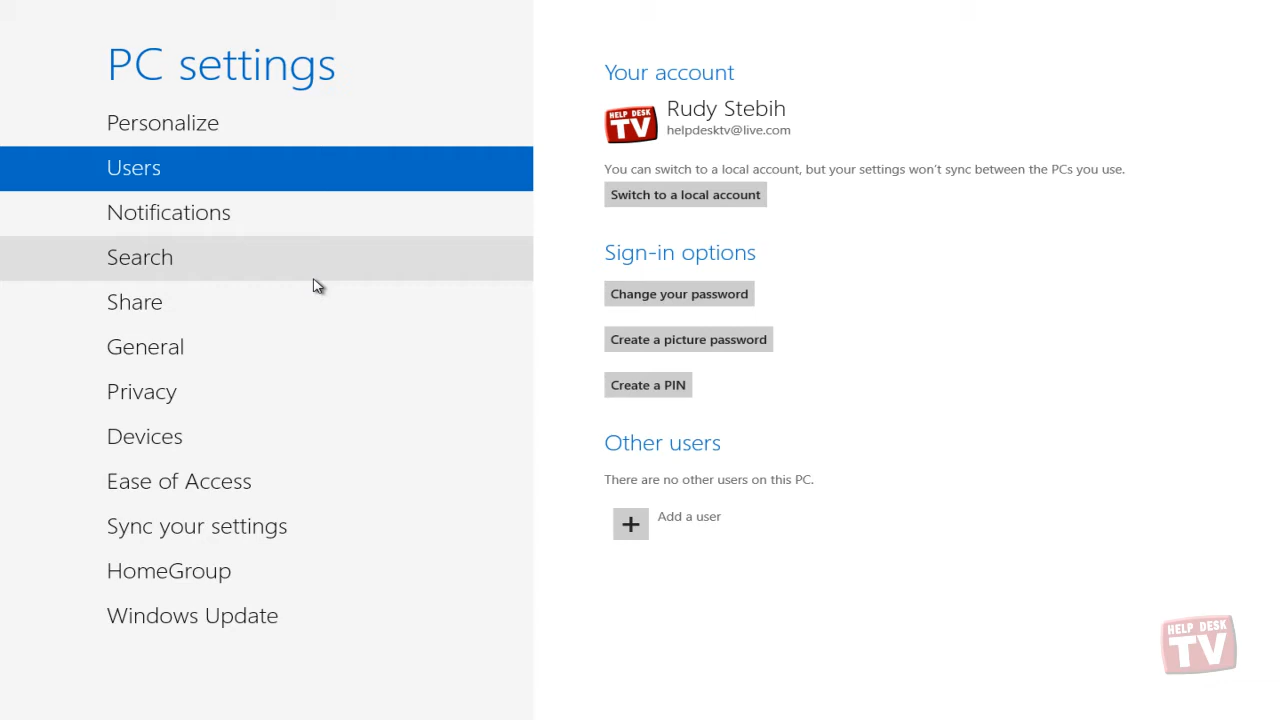 PC settings
Personalize
Users
Notifications
Search
Share
General
Privacy
Devices
Ease of Access
Sync your settings
HomeGroup
Windows Update
Your account
HELP DESK
TV
Rudy Stebih
helpdesktv@live.com
You can switch to a local account, but your settings won't sync between the PCs you use.
Switch to a local account
Sign-in options
Change your password
Create a picture password
Create a PIN
Other users
There are no other users on this PC.
+ Add a user
HELP DESK
TV